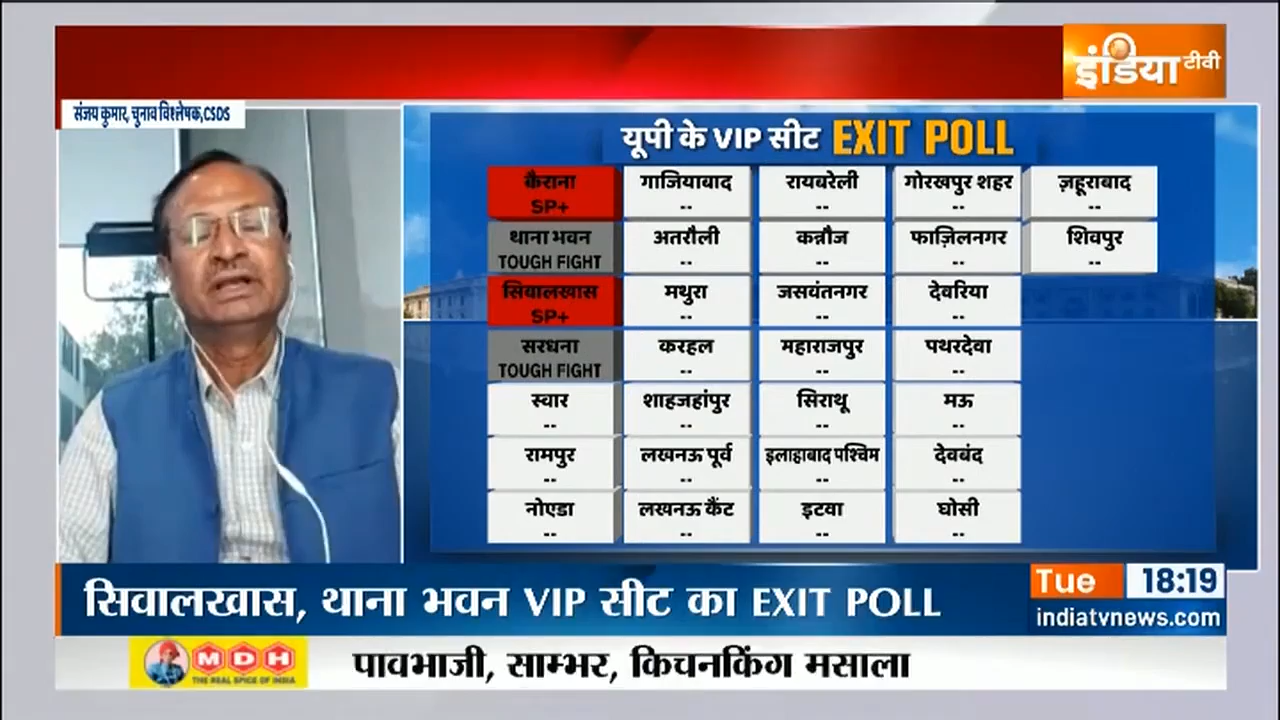 इंडिया टीवी
संजय कुमार, चुनाव विश्लेषक,CSDS
यूपी के VIP सीट EXIT POLL
कैराना
SP+
गाजियाबाद
--
रायबरेली
--
गोरखपुर शहर
--
ज़हूराबाद
--
थाना भवन
TOUGH FIGHT
अतरौली
--
कन्नौज
--
फाज़िलनगर
--
शिवपुर
--
सिवालखास
SP+
मथुरा
--
जसवंतनगर
--
देवरिया
--
सरधना
TOUGH FIGHT
करहल
--
महाराजपुर
--
पथरदेवा
--
स्वार
--
शाहजहांपुर
--
सिराथू
--
मऊ
--
रामपुर
--
लखनऊ पूर्व
--
इलाहाबाद पश्चिम
--
देवबंद
--
नोएडा
--
लखनऊ कैंट
--
इटवा
--
घोसी
--
सिवालखास, थाना भवन VIP सीट का EXIT POLL
Tue 18:19
indiatvnews.com
MDH
THE REAL SPICE OF INDIA
पावभाजी, साम्भर, किचनकिंग मसाला